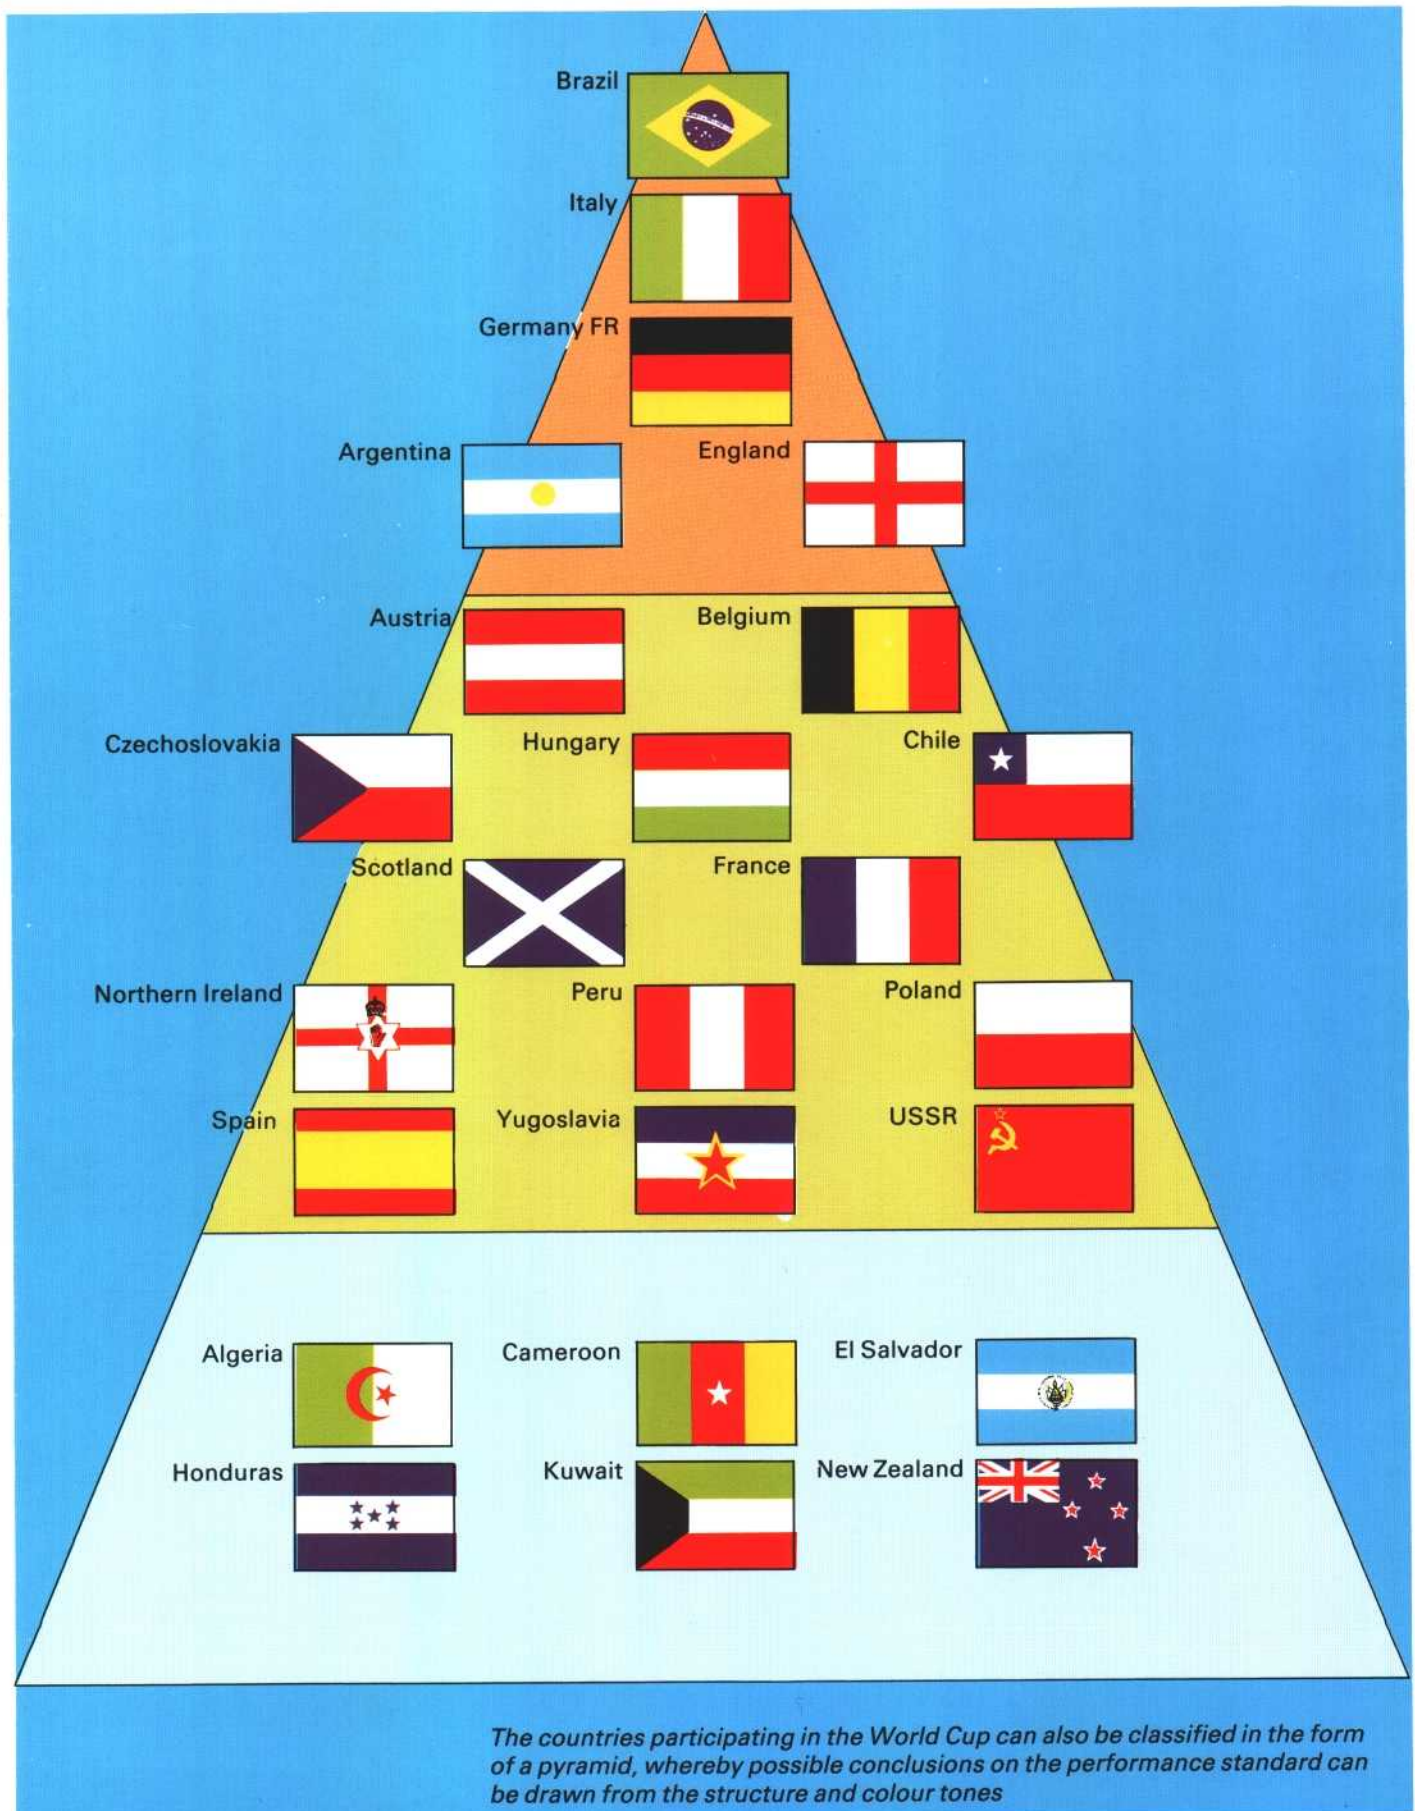 Brazil
Italy
Germany FR
Argentina
England
Austria
Belgium
Czechoslovakia
Hungary
Chile
Scotland
France
Northern Ireland
Peru
Poland
Spain
Yugoslavia
USSR
Algeria
Cameroon
El Salvador
Honduras
Kuwait
New Zealand
The countries participating in the World Cup can also be classified in the form
of a pyramid, whereby possible conclusions on the performance standard can
be drawn from the structure and colour tones